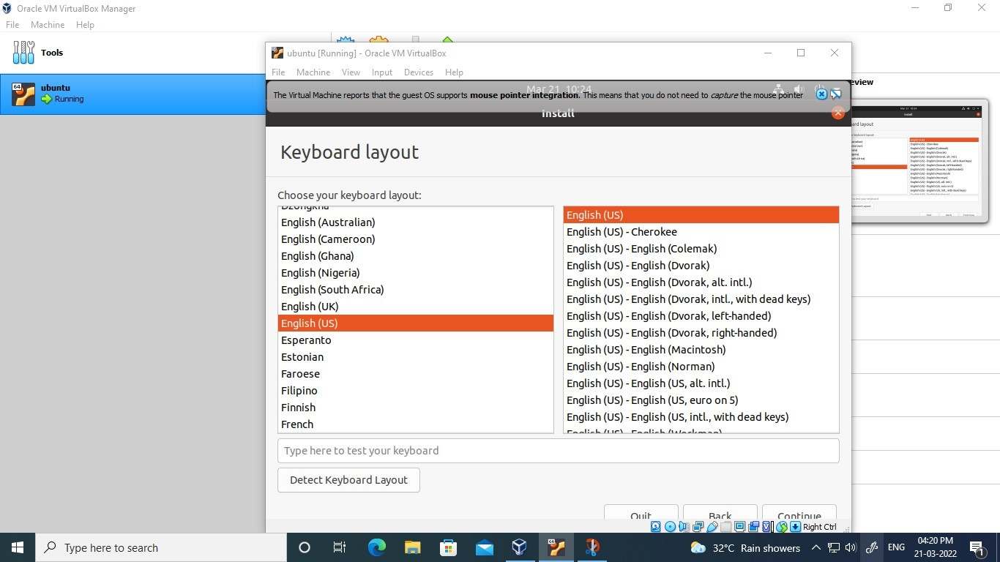 Oracle VM VirtualBox Manager
File Machine Help
Tools
64
ubuntu
Running
ubuntu [Running] - Oracle VM VirtualBox
File Machine View Input Devices Help
Mar 21 10:24
The Virtual Machine reports that the guest OS supports mouse pointer integration. This means that you do not need to capture the mouse pointer
Install
Keyboard layout
Choose your keyboard layout:
Dzongkha
English (Australian)
English (Cameroon)
English (Ghana)
English (Nigeria)
English (South Africa)
English (UK)
English (US)
Esperanto
Estonian
Faroese
Filipino
Finnish
French
English (US)
English (US) - Cherokee
English (US) - English (Colemak)
English (US) - English (Dvorak)
English (US) - English (Dvorak, alt. intl.)
English (US) - English (Dvorak, intl., with dead keys)
English (US) - English (Dvorak, left-handed)
English (US) - English (Dvorak, right-handed)
English (US) - English (Macintosh)
English (US) - English (Norman)
English (US) - English (US, alt. intl.)
English (US) - English (US, euro on 5)
English (US) - English (US, intl., with dead keys)
English (US) - English (Workman)
Type here to test your keyboard
Detect Keyboard Layout
Quit Back Continue
Right Ctrl
eview
Type here to search
32°C Rain showers
ENG
04:20 PM
21-03-2022
1